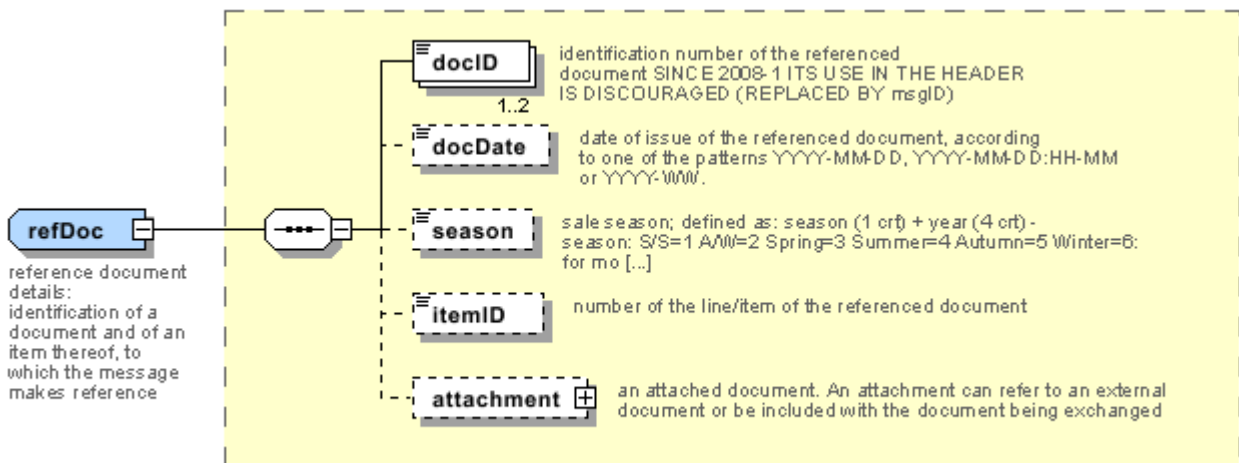 docID
identification number of the referenced
document SINCE 2008-1 ITS USE IN THE HEADER
IS DISCOURAGED (REPLACED BY msgID)
1..2
docDate
date of issue of the referenced document, according
to one of the patterns YYYY-MM-DD, YYYY-MM-DD:HH-MM
or YYYY-WW.
refDoc
reference document
details:
identification of a
document and of an
item thereof, to
which the message
makes reference
season
sale season; defined as: season (1 crt) + year (4 crt) -
season: S/S=1 A/W=2 Spring=3 Summer=4 Autumn=5 Winter=6:
for mo [...]
itemID
number of the line/item of the referenced document
attachment
an attached document. An attachment can refer to an external
document or be included with the document being exchanged